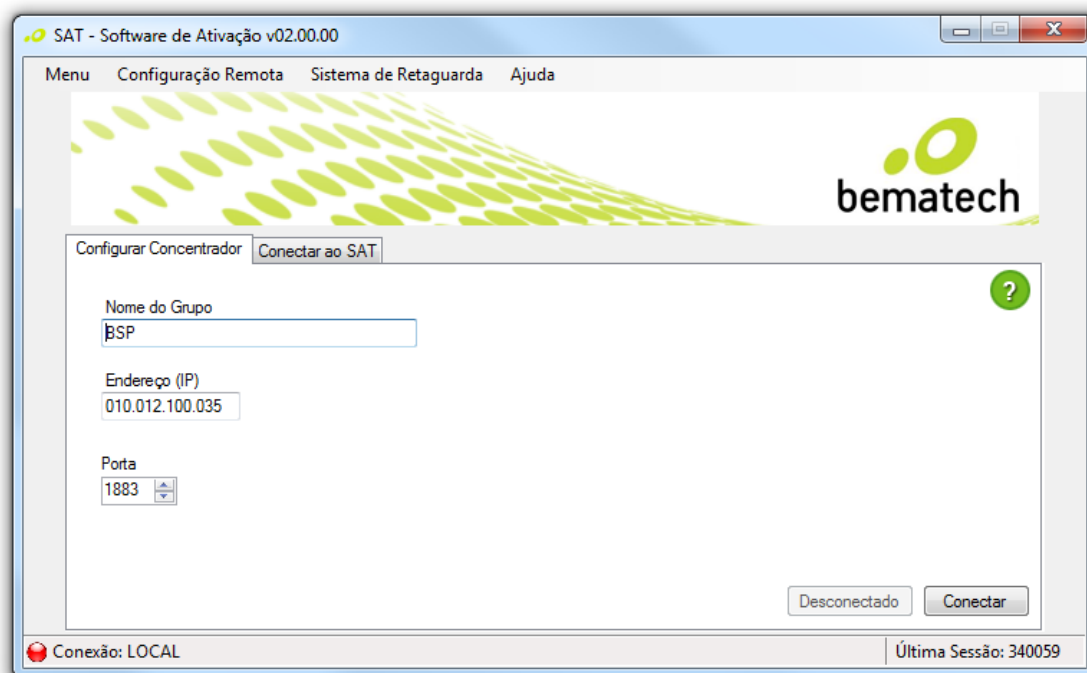 SAT - Software de Ativação v02.00.00
Menu Configuração Remota Sistema de Retaguarda Ajuda
bematech
Configurar Concentrador Conectar ao SAT
?
Nome do Grupo
BSP
Endereço (IP)
010.012.100.035
Porta
1883
Desconectado Conectar
Conexão: LOCAL Última Sessão: 340059